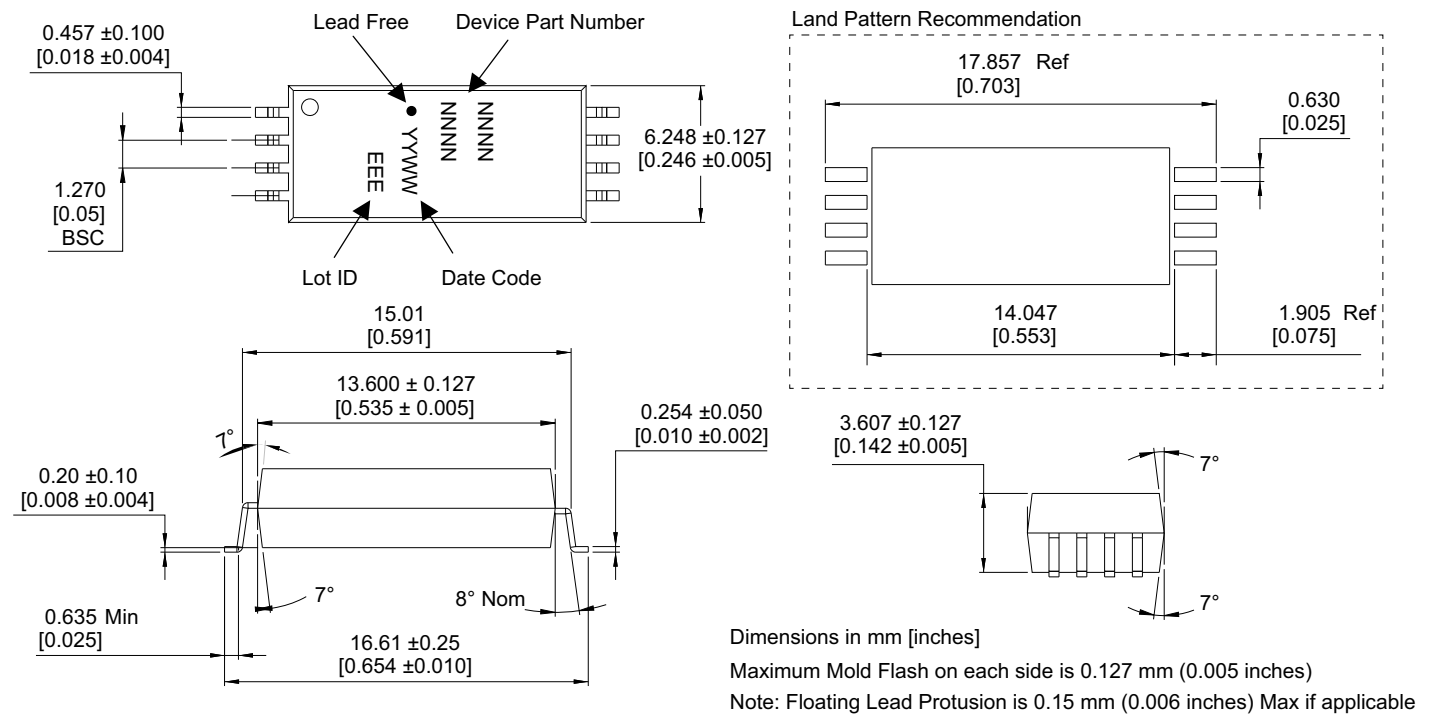 0.457 ±0.100
[0.018 ±0.004]
Lead Free
Device Part Number
NNNN
NNNN
YYWW
EEE
6.248 ±0.127
[0.246 ±0.005]
1.270
[0.05]
BSC
Lot ID
Date Code
Land Pattern Recommendation
17.857 Ref
[0.703]
0.630
[0.025]
14.047
[0.553]
1.905 Ref
[0.075]
15.01
[0.591]
13.600 ± 0.127
[0.535 ± 0.005]
7°
0.254 ±0.050
[0.010 ±0.002]
0.20 ±0.10
[0.008 ±0.004]
7°
8° Nom
0.635 Min
[0.025]
16.61 ±0.25
[0.654 ±0.010]
3.607 ±0.127
[0.142 ±0.005]
7°
7°
Dimensions in mm [inches]
Maximum Mold Flash on each side is 0.127 mm (0.005 inches)
Note: Floating Lead Protusion is 0.15 mm (0.006 inches) Max if applicable